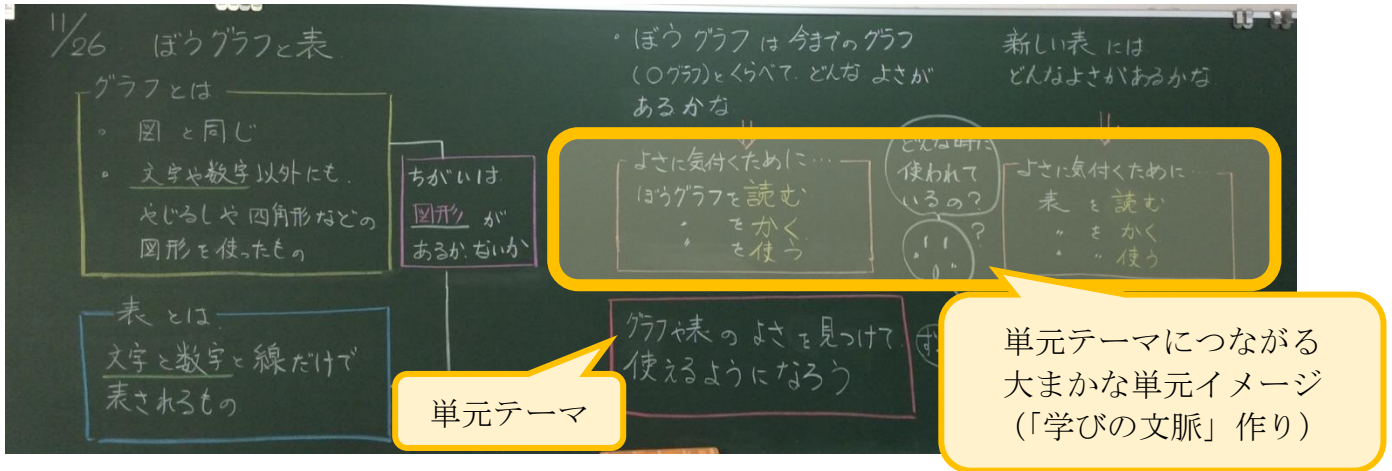 11/26 ぼうグラフと表
グラフとは
。図と同じ
。文字や数字以外にも、
やじるしや四角形などの
図形を使ったもの
ちがいは
図形が
あるか、ないか
表とは
文字と数字と線だけで
表されるもの
。ぼうグラフは今までのグラフ
(○グラフ)とくらべて、どんなよさが
あるかな
よさに気付くために…
ぼうグラフを読む
〃をかく
〃を使う
どんな時に
使われて
いるの?
?
新しい表には
どんなよさがあるかな
よさに気付くために…
表を読む
〃をかく
〃〃使う
グラフや表のよさを見つけて、
使えるようになろう
単元テーマ
単元テーマにつながる
大まかな単元イメージ
(「学びの文脈」作り)